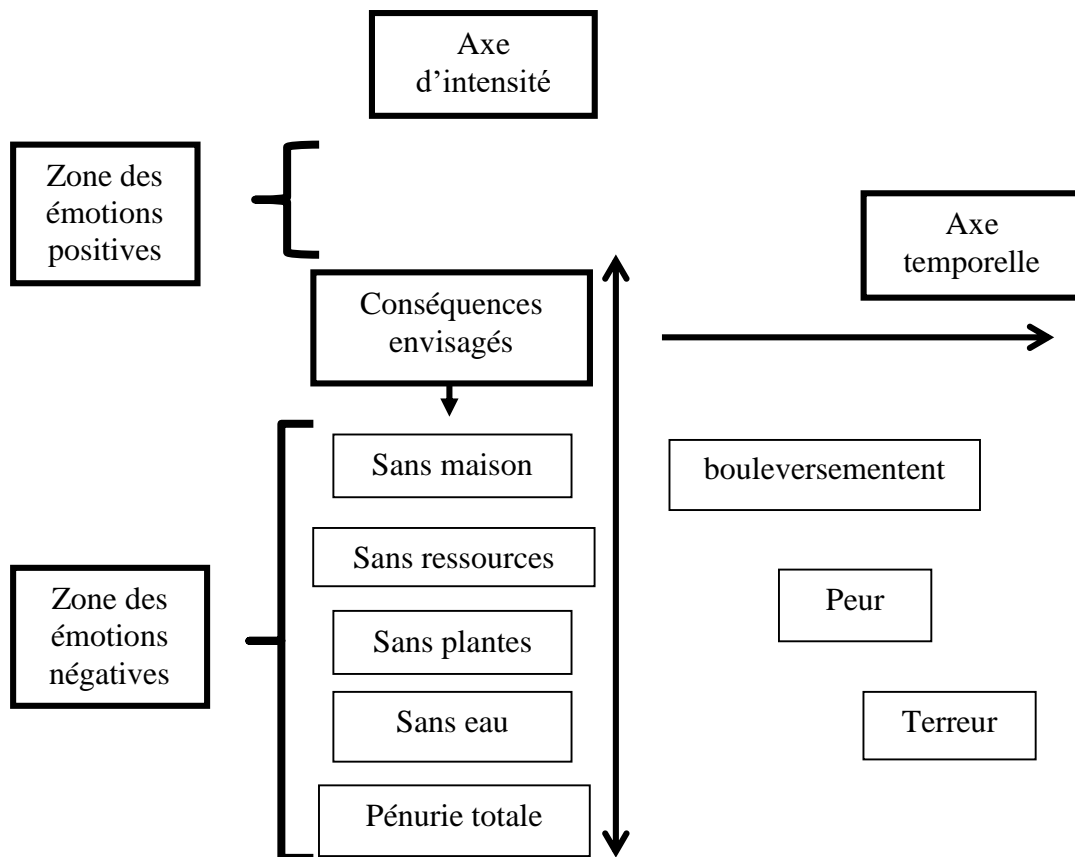 Axe
d’intensité
Zone des
émotions
positives
Axe
temporelle
Conséquences
envisagés
Sans maison
bouleversementent
Sans ressources
Zone des
émotions
négatives
Peur
Sans plantes
Sans eau
Terreur
Pénurie totale